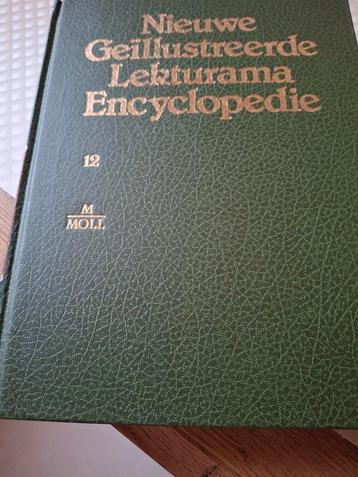 Nieuwe
Geïllustreerde
Lekturama
Encyclopedie
12
M
MOLL